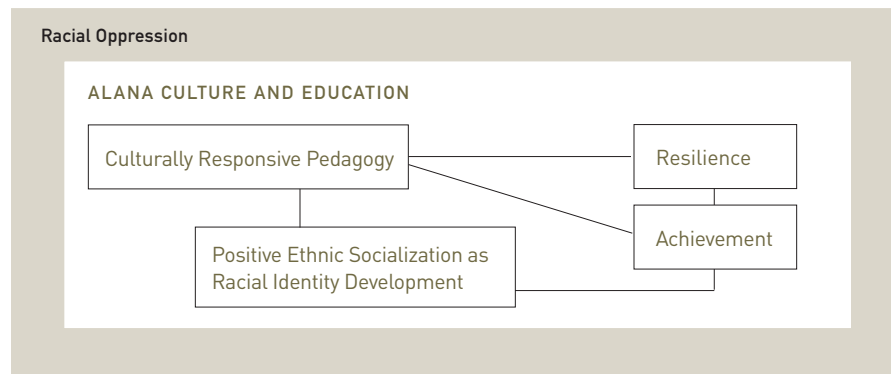 Racial Oppression
ALANA CULTURE AND EDUCATION
Culturally Responsive Pedagogy
Resilience
Achievement
Positive Ethnic Socialization as
Racial Identity Development